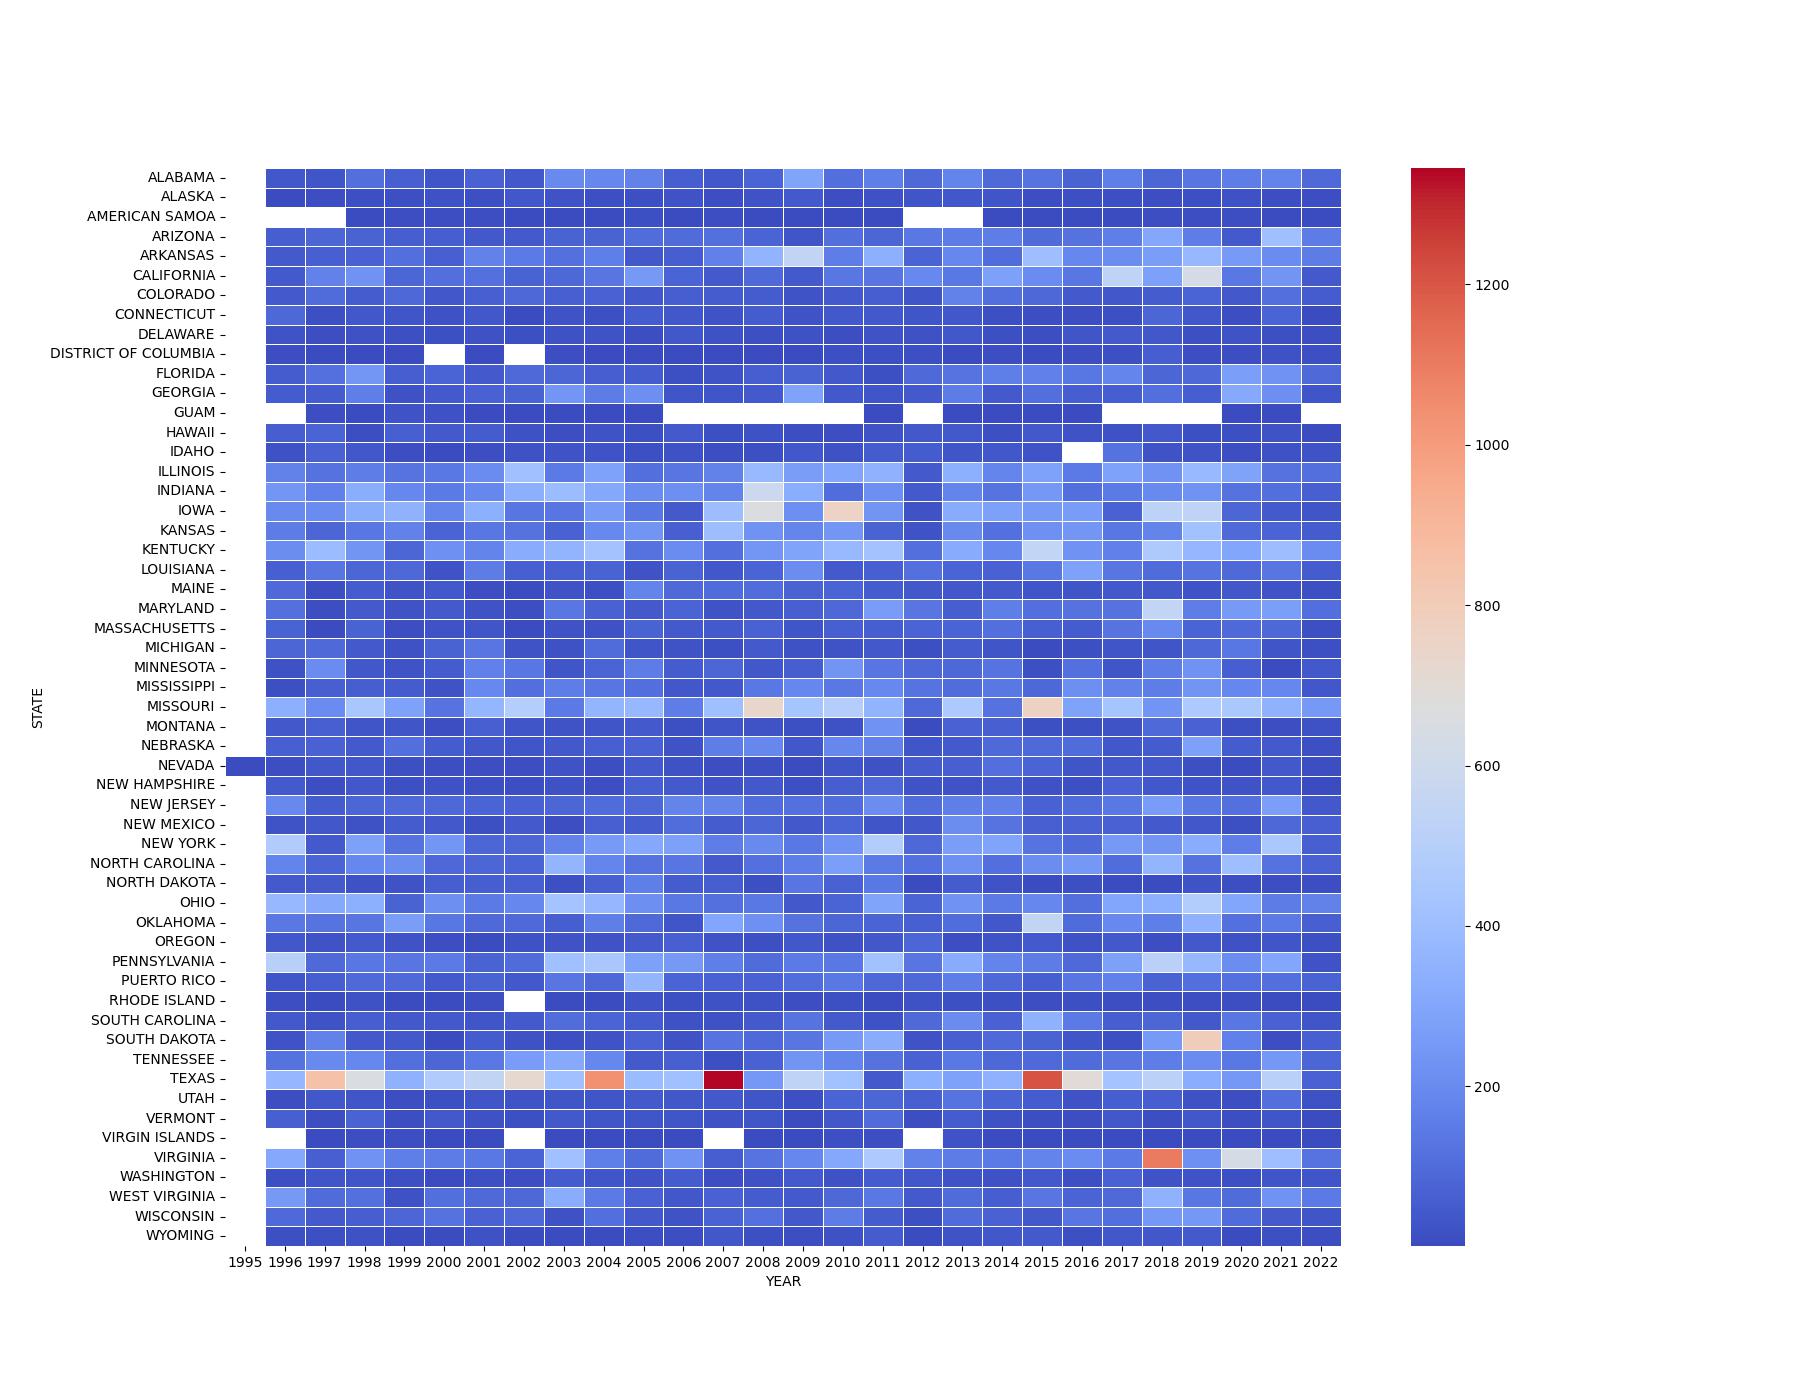 ALABAMA
ALASKA
AMERICAN SAMOA
ARIZONA
ARKANSAS
CALIFORNIA
COLORADO
CONNECTICUT
DELAWARE
DISTRICT OF COLUMBIA
FLORIDA
GEORGIA
GUAM
HAWAII
IDAHO
ILLINOIS
INDIANA
IOWA
KANSAS
KENTUCKY
LOUISIANA
MAINE
MARYLAND
MASSACHUSETTS
MICHIGAN
MINNESOTA
MISSISSIPPI
MISSOURI
MONTANA
NEBRASKA
NEVADA
NEW HAMPSHIRE
NEW JERSEY
NEW MEXICO
NEW YORK
NORTH CAROLINA
NORTH DAKOTA
OHIO
OKLAHOMA
OREGON
PENNSYLVANIA
PUERTO RICO
RHODE ISLAND
SOUTH CAROLINA
SOUTH DAKOTA
TENNESSEE
TEXAS
UTAH
VERMONT
VIRGIN ISLANDS
VIRGINIA
WASHINGTON
WEST VIRGINIA
WISCONSIN
WYOMING
STATE
1995 1996 1997 1998 1999 2000 2001 2002 2003 2004 2005 2006 2007 2008 2009 2010 2011 2012 2013 2014 2015 2016 2017 2018 2019 2020 2021 2022
YEAR
1200
1000
800
600
400
200